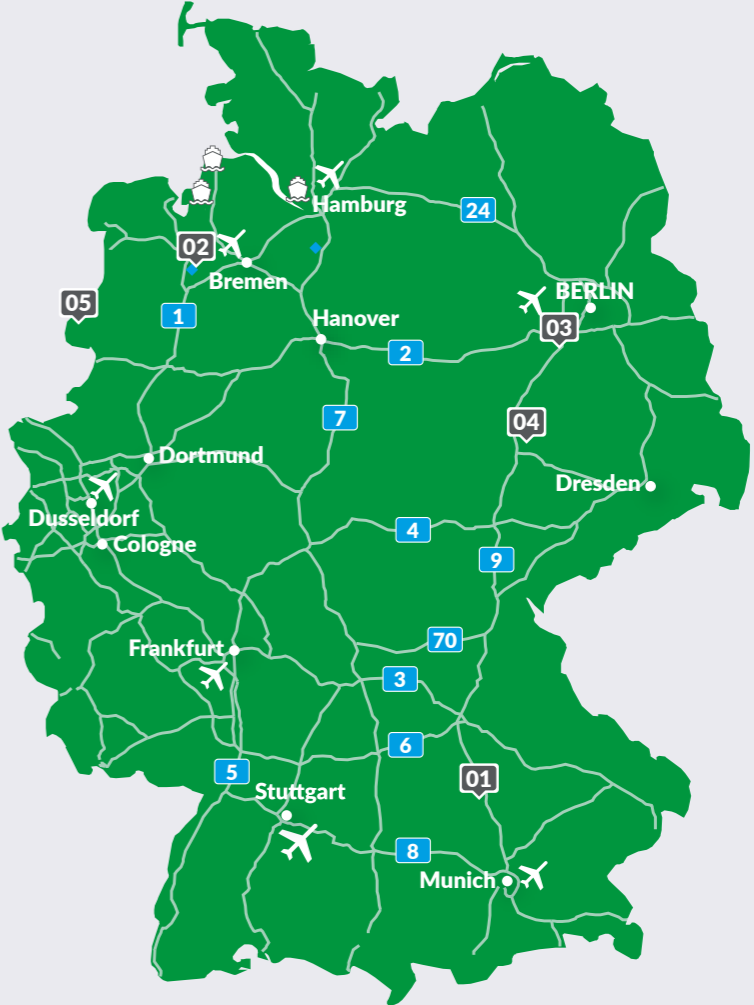 Hamburg
24
02
Bremen
BERLIN
05
1
Hanover
03
2
7
04
Dortmund
Dresden
Dusseldorf
4
Cologne
9
70
Frankfurt
3
6
5
01
Stuttgart
8
Munich